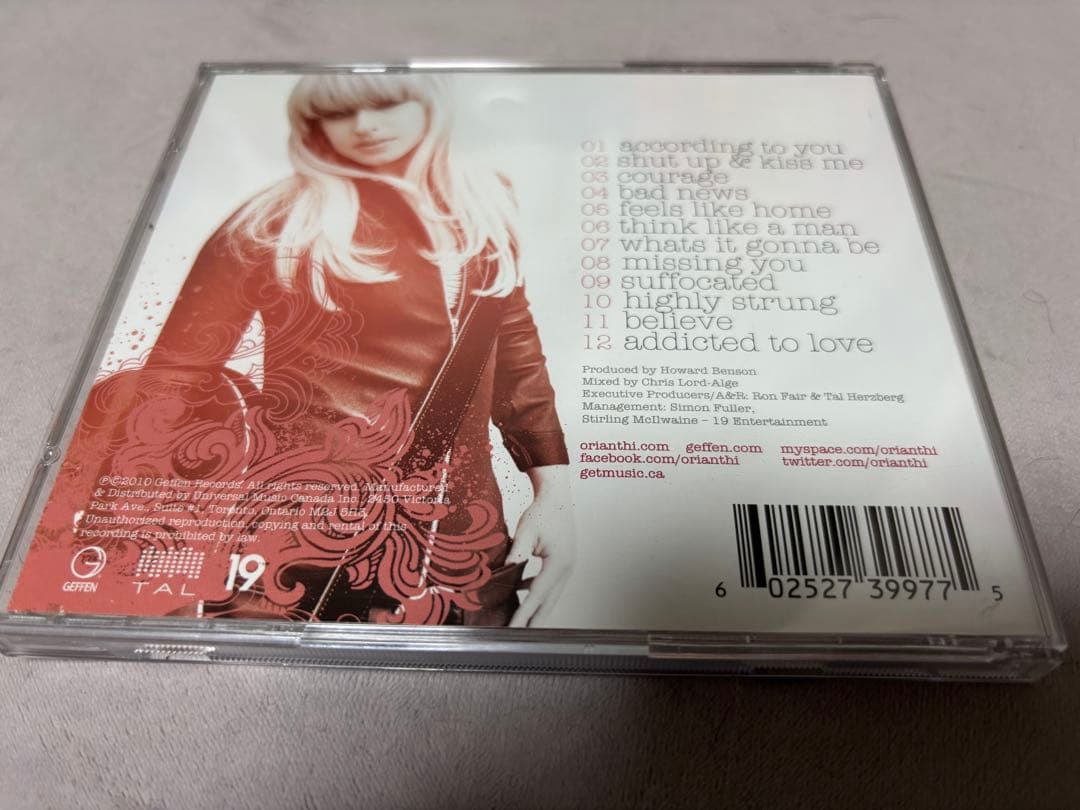 01 according to you
02 shut up & kiss me
03 courage
04 bad news
05 feels like home
06 think like a man
07 whats it gonna be
08 missing you
09 suffocated
10 highly strung
11 believe
12 addicted to love
Produced by Howard Benson
Mixed by Chris Lord-Alge
Executive Producers/A&R: Ron Fair & Tal Herzberg
Management: Simon Fuller,
Stirling McIlwaine – 19 Entertainment
orianthi.com geffen.com myspace.com/orianthi
facebook.com/orianthi twitter.com/orianthi
getmusic.ca
℗©2010 Geffen Records. All rights reserved. Manufactured
& Distributed by Universal Music Canada Inc., 2450 Victoria
Park Ave., Suite #1, Toronto, Ontario M2J 5H3.
Unauthorized reproduction, copying and rental of this
recording is prohibited by law.
G
GEFFEN
TAL
19
6 02527 39977 5